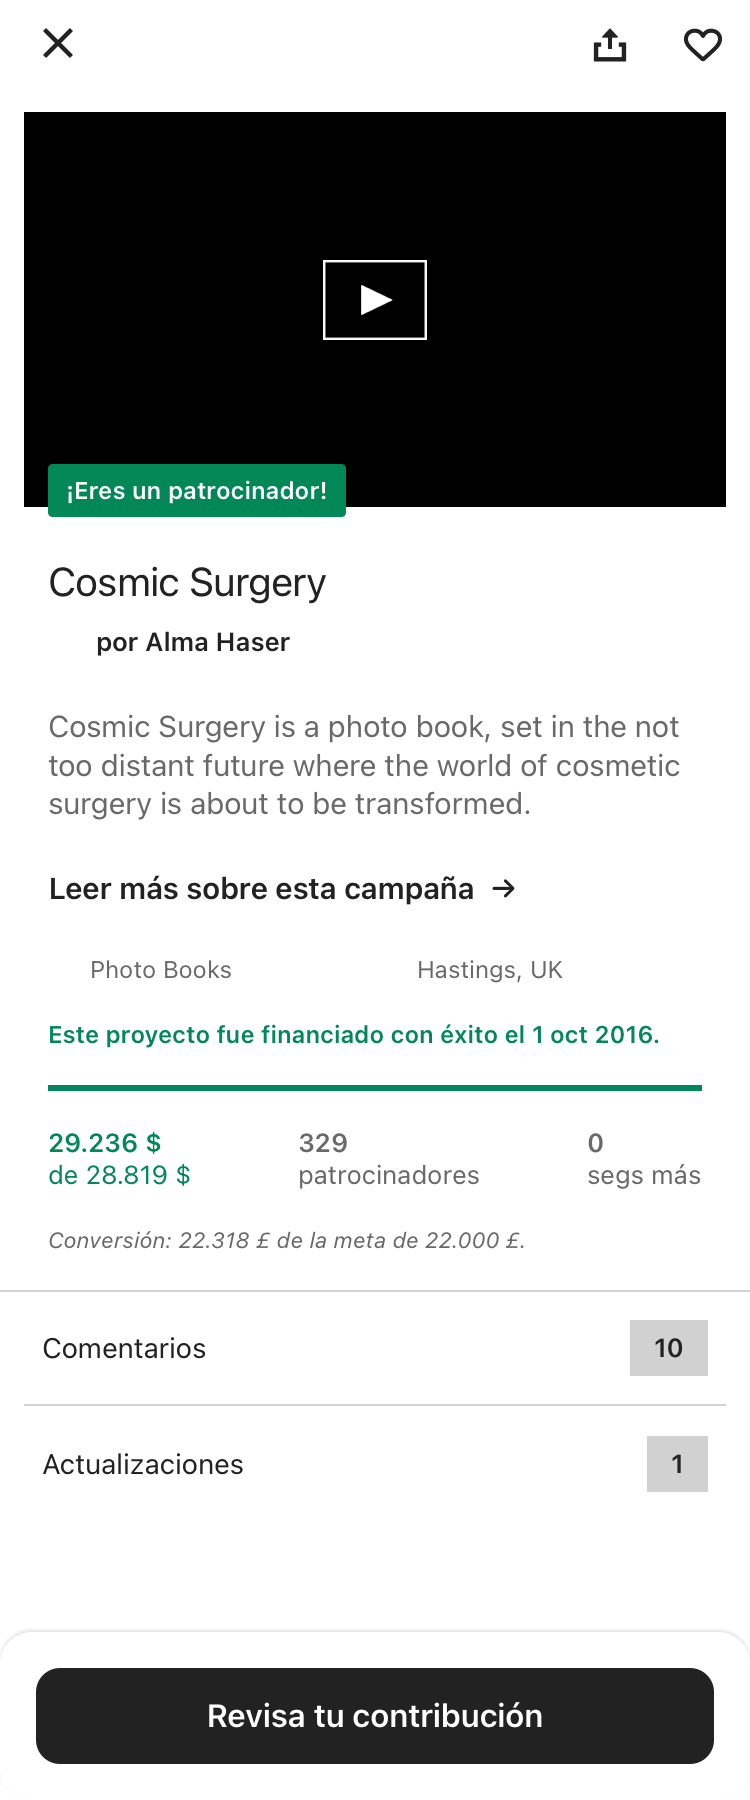 ¡Eres un patrocinador!
Cosmic Surgery
por Alma Haser
Cosmic Surgery is a photo book, set in the not
too distant future where the world of cosmetic
surgery is about to be transformed.
Leer más sobre esta campaña →
Photo Books
Hastings, UK
Este proyecto fue financiado con éxito el 1 oct 2016.
29.236 $
de 28.819 $
329
patrocinadores
0
segs más
Conversión: 22.318 £ de la meta de 22.000 £.
Comentarios
10
Actualizaciones
1
Revisa tu contribución